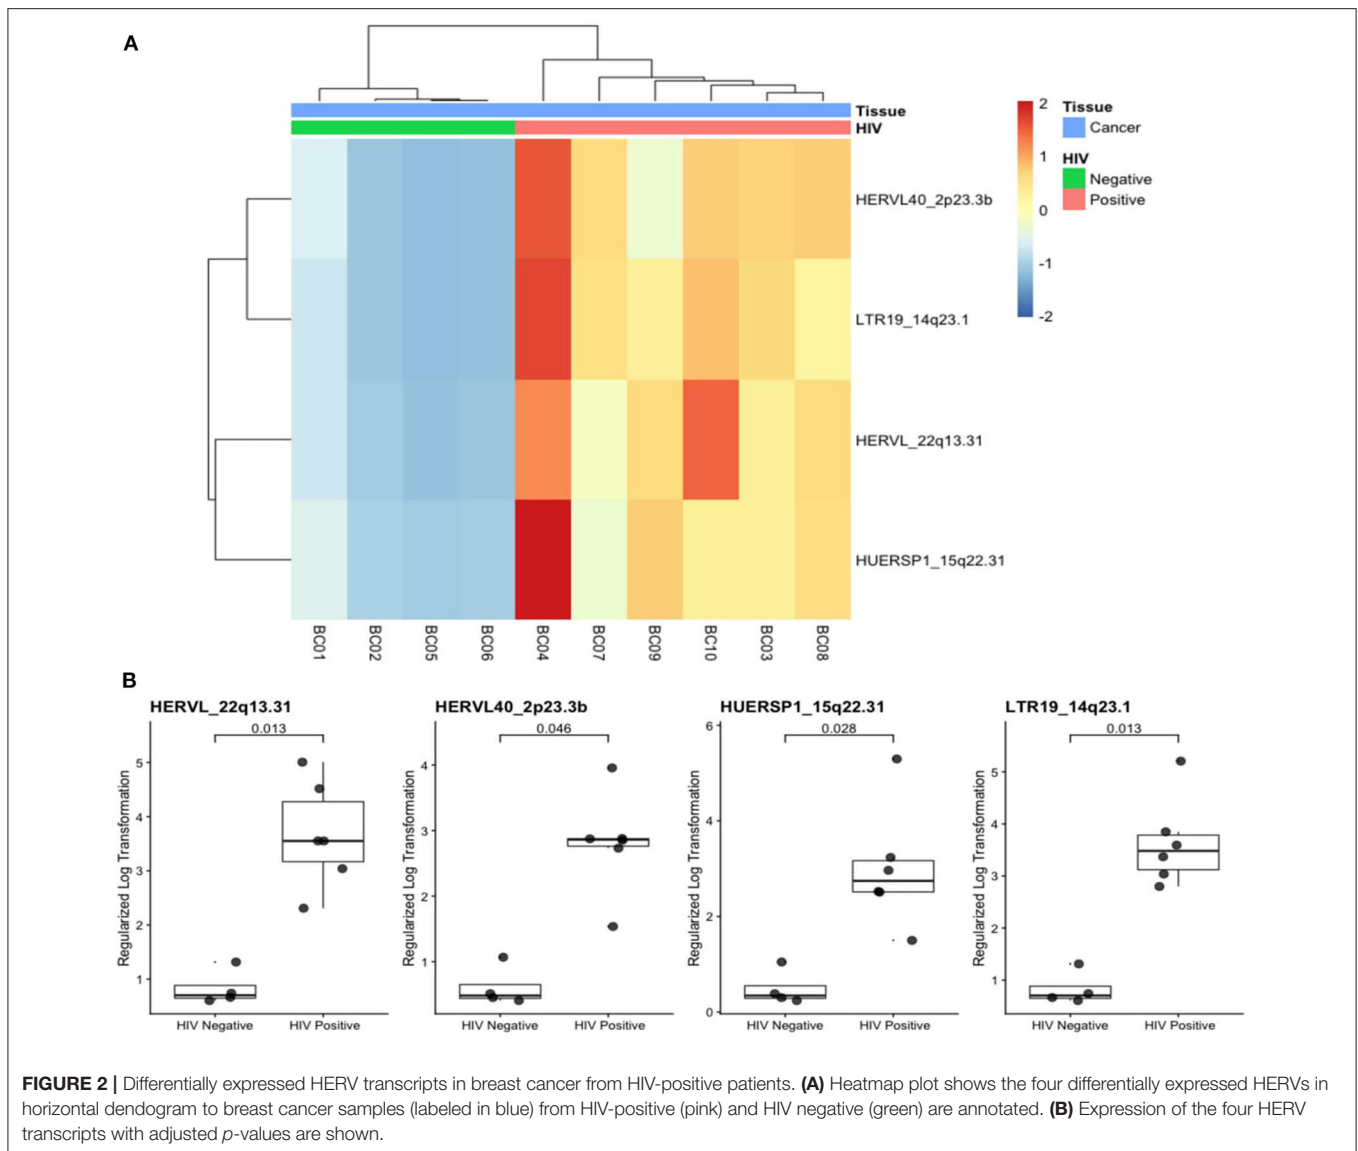 A
Tissue
HIV
HERVL40_2p23.3b
LTR19_14q23.1
HERVL_22q13.31
HUERSP1_15q22.31
2
1
0
-1
-2
Tissue
Cancer
HIV
Negative
Positive
BC01 BC02 BC05 BC06 BC04 BC07 BC09 BC10 BC03 BC08
B
HERVL_22q13.31
0.013
Regularized Log Transformation
5
4
3
2
1
HIV Negative HIV Positive
HERVL40_2p23.3b
0.046
Regularized Log Transformation
4
3
2
1
HIV Negative HIV Positive
HUERSP1_15q22.31
0.028
Regularized Log Transformation
6
4
2
0
HIV Negative HIV Positive
LTR19_14q23.1
0.013
Regularized Log Transformation
5
4
3
2
1
HIV Negative HIV Positive
FIGURE 2 | Differentially expressed HERV transcripts in breast cancer from HIV-positive patients. (A) Heatmap plot shows the four differentially expressed HERVs in
horizontal dendogram to breast cancer samples (labeled in blue) from HIV-positive (pink) and HIV negative (green) are annotated. (B) Expression of the four HERV
transcripts with adjusted p-values are shown.